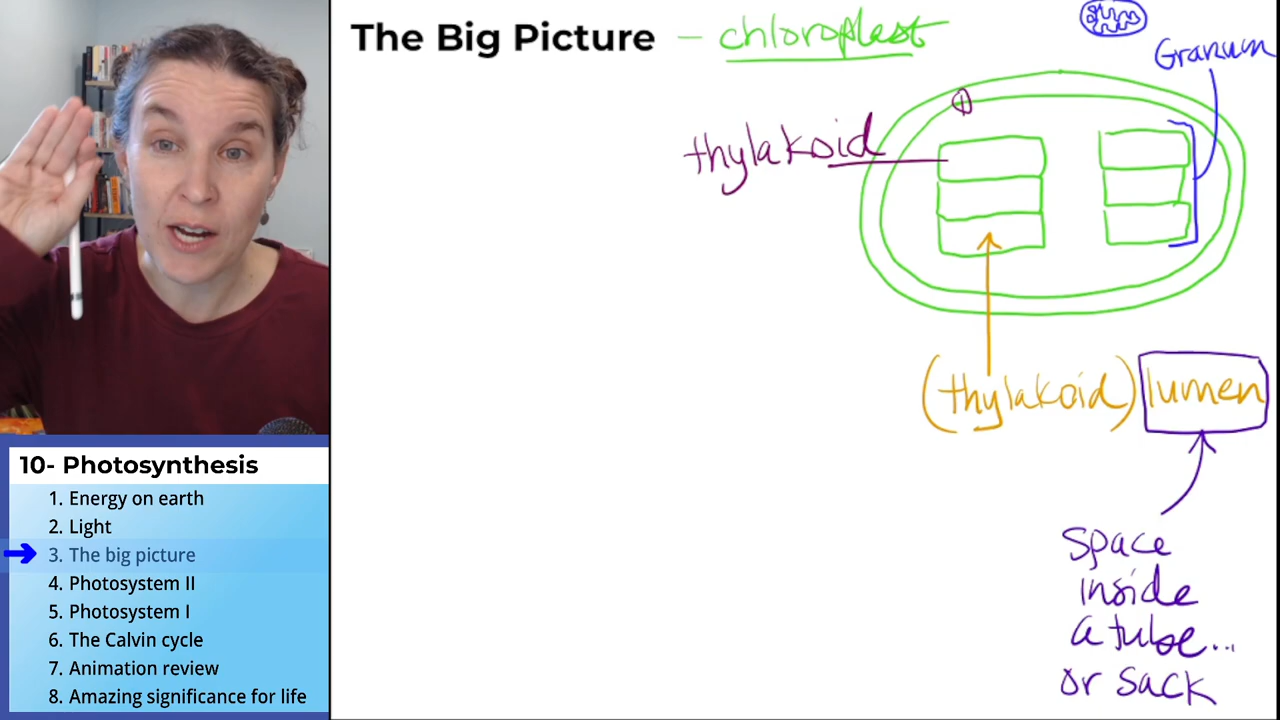 The Big Picture – chloroplast
Granum
thylakoid
(thylakoid) lumen
Space
inside
a tube...
or sack
10- Photosynthesis
1. Energy on earth
2. Light
3. The big picture
4. Photosystem II
5. Photosystem I
6. The Calvin cycle
7. Animation review
8. Amazing significance for life